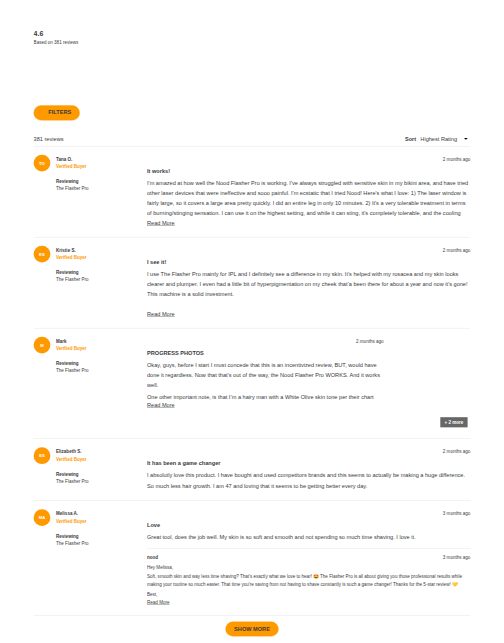 4.6
Based on 381 reviews
FILTERS
381 reviews
Sort Highest Rating
Tana O.
Verified Buyer
Reviewing
The Flasher Pro
2 months ago
It works!
I'm amazed at how well the Nood Flasher Pro is working. I've always struggled with sensitive skin in my bikini area, and have tried
other laser devices that were ineffective and sooo painful. I'm ecstatic that I tried Nood! Here's what I love: 1) The laser window is
fairly large, so it covers a large area pretty quickly. I did an entire leg in only 10 minutes. 2) It's a very tolerable treatment in terms
of burning/stinging sensation. I can use it on the highest setting, and while it can sting, it's completely tolerable, and the cooling
Read More
Kristie S.
Verified Buyer
Reviewing
The Flasher Pro
2 months ago
I see it!
I use The Flasher Pro mainly for IPL and I definitely see a difference in my skin. It's helped with my rosacea and my skin looks
clearer and plumper. I even had a little bit of hyperpigmentation on my cheek that's been there for about a year and now it's gone!
This machine is a solid investment.
Read More
M
Mark
Verified Buyer
Reviewing
The Flasher Pro
2 months ago
PROGRESS PHOTOS
Okay, guys, before I start I must concede that this is an incentivized review, BUT, would have
done it regardless. Now that that's out of the way, the Nood Flasher Pro WORKS. And it works
well.
One other important note, is that I'm a hairy man with a White Olive skin tone per their chart
Read More
+ 2 more
ES
Elizabeth S.
Verified Buyer
Reviewing
The Flasher Pro
2 months ago
It has been a game changer
I absolutely love this product. I have bought and used competitors brands and this seems to actually be making a huge difference.
So much less hair growth. I am 47 and loving that it seems to be getting better every day.
MA
Melissa A.
Verified Buyer
Reviewing
The Flasher Pro
3 months ago
Love
Great tool, does the job well. My skin is so soft and smooth and not spending so much time shaving. I love it.
nood
3 months ago
Hey Melissa,
Soft, smooth skin and way less time shaving? That's exactly what we love to hear! 🤩 The Flasher Pro is all about giving you those professional results while
making your routine so much easier. That time you're saving from not having to shave constantly is such a game changer! Thanks for the 5-star review! 💛
Best,
Read More
SHOW MORE